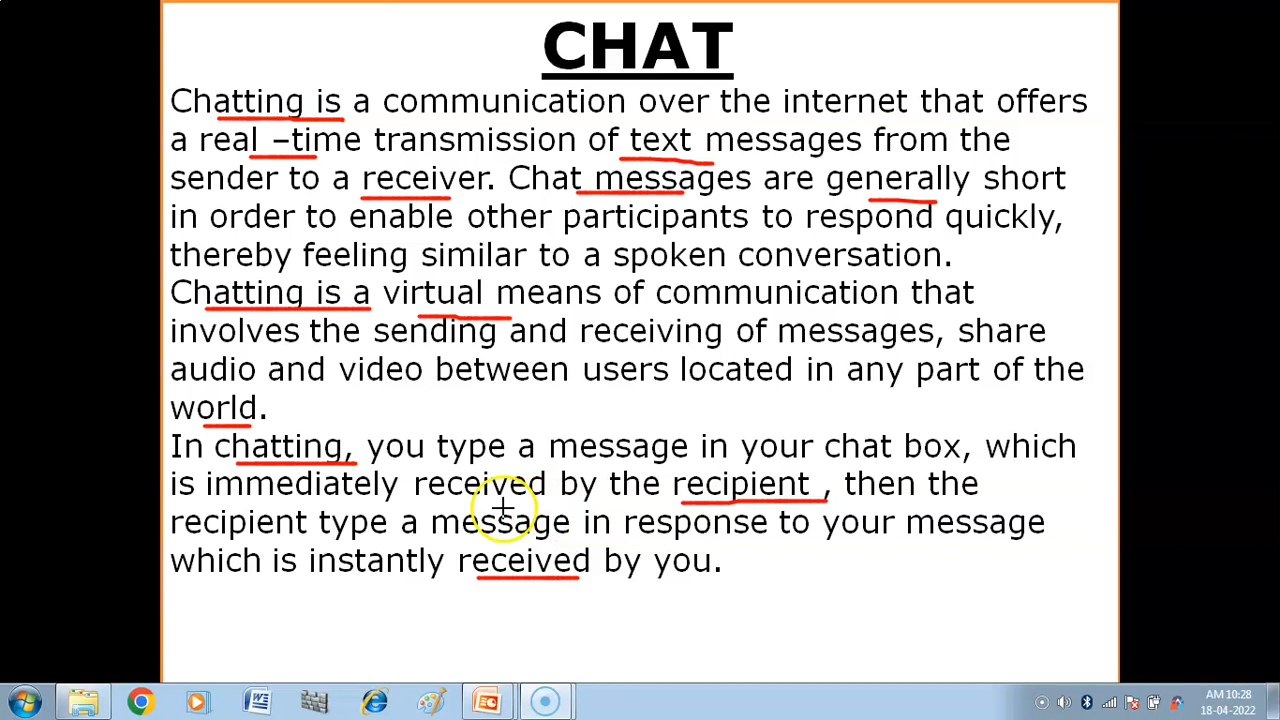 CHAT
Chatting is a communication over the internet that offers
a real –time transmission of text messages from the
sender to a receiver. Chat messages are generally short
in order to enable other participants to respond quickly,
thereby feeling similar to a spoken conversation.
Chatting is a virtual means of communication that
involves the sending and receiving of messages, share
audio and video between users located in any part of the
world.
In chatting, you type a message in your chat box, which
is immediately received by the recipient , then the
recipient type a message in response to your message
which is instantly received by you.
AM 10:28
18-04-2022